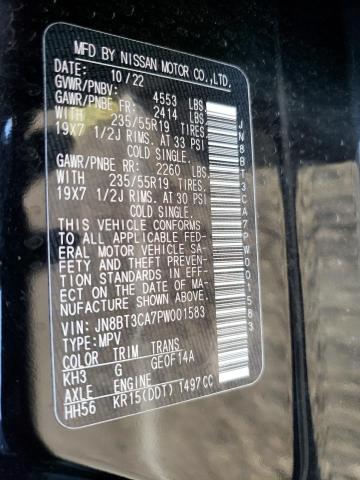 MFD BY NISSAN MOTOR CO.,LTD.
DATE: 10/22
GVWR/PNBV: 4553 LBS
GAWR/PNBE FR: 2414 LBS
WITH 235/55R19 TIRES
19X7 1/2J RIMS. AT 33 PSI
COLD SINGLE.
GAWR/PNBE RR: 2260 LBS.
WITH 235/55R19 TIRES
19X7 1/2J RIMS. AT 30 PSI
COLD SINGLE.
THIS VEHICLE CONFORMS
TO ALL APPLICABLE FED-
ERAL MOTOR VEHICLE SA-
FETY AND THEFT PREVEN-
TION STANDARDS IN EFF-
ECT ON THE DATE OF MA-
NUFACTURE SHOWN ABOVE.
VIN: JN8BT3CA7PW001583
TYPE: MPV
COLOR TRIM TRANS
KH3 G GE0F14A
AXLE ENGINE
HH56 KR15(DDT) 1497CC
JN8BT3CA7PW001583